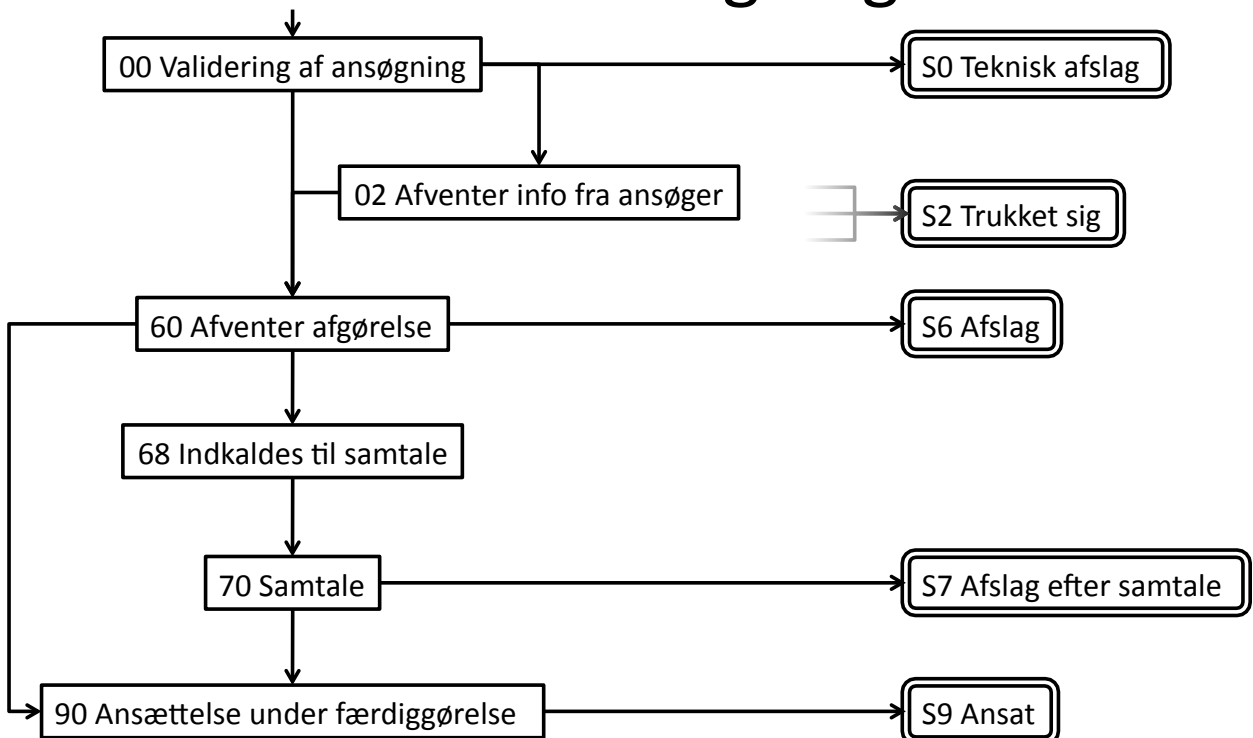 00 Validering af ansøgning
S0 Teknisk afslag
02 Afventer info fra ansøger
S2 Trukket sig
60 Afventer afgørelse
S6 Afslag
68 Indkaldes til samtale
70 Samtale
S7 Afslag efter samtale
90 Ansættelse under færdiggørelse
S9 Ansat